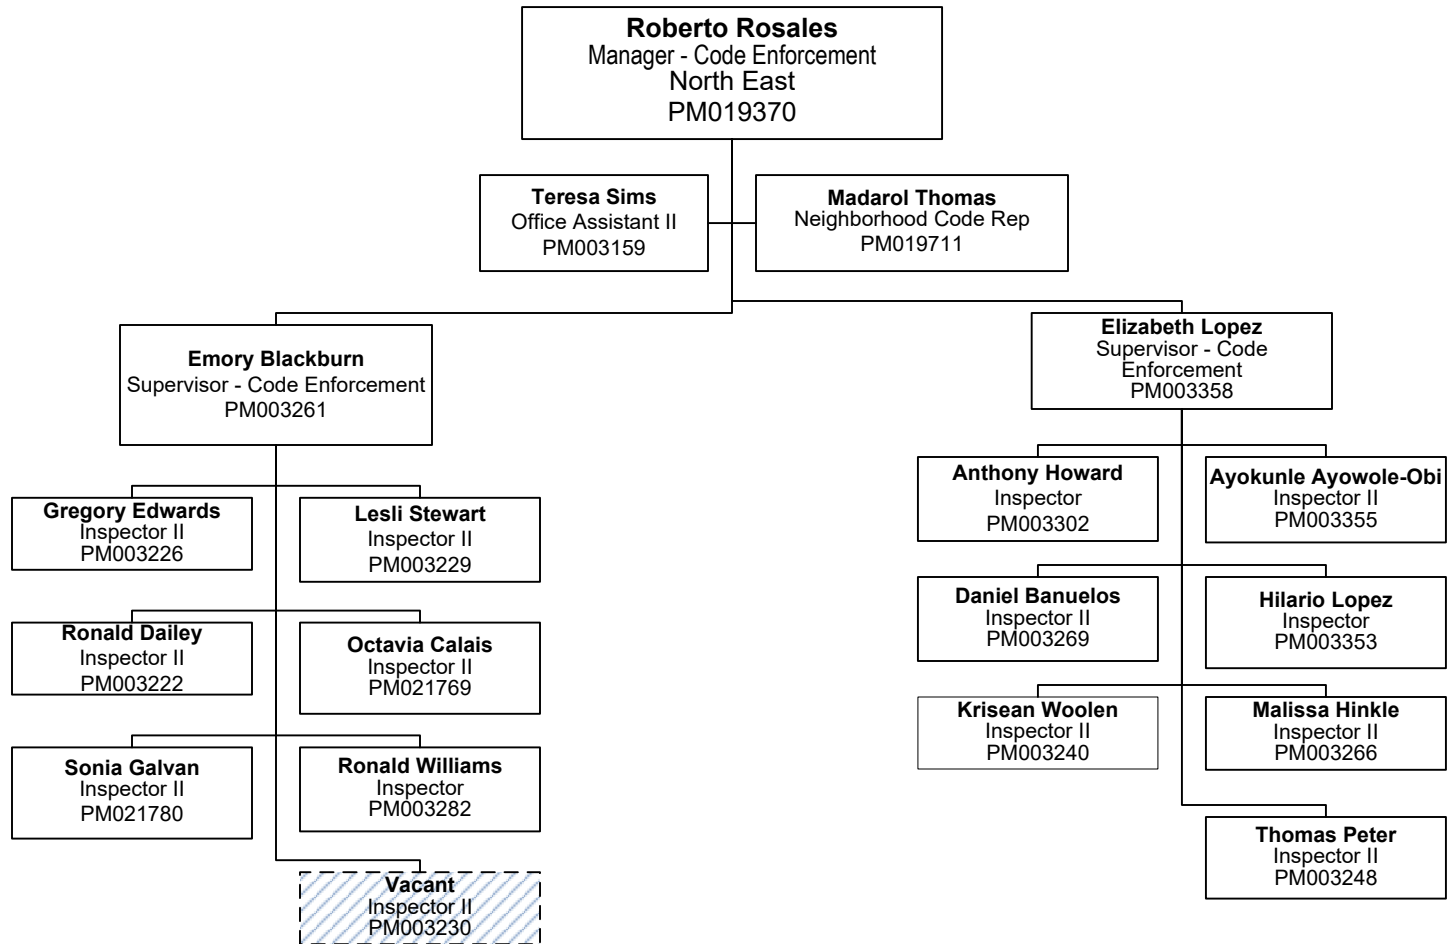 Roberto Rosales
Manager - Code Enforcement
North East
PM019370
Teresa Sims
Office Assistant II
PM003159
Madarol Thomas
Neighborhood Code Rep
PM019711
Emory Blackburn
Supervisor - Code Enforcement
PM003261
Elizabeth Lopez
Supervisor - Code
Enforcement
PM003358
Gregory Edwards
Inspector II
PM003226
Lesli Stewart
Inspector II
PM003229
Ronald Dailey
Inspector II
PM003222
Octavia Calais
Inspector II
PM021769
Sonia Galvan
Inspector II
PM021780
Ronald Williams
Inspector
PM003282
Vacant
Inspector II
PM003230
Anthony Howard
Inspector
PM003302
Ayokunle Ayowole-Obi
Inspector II
PM003355
Daniel Banuelos
Inspector II
PM003269
Hilario Lopez
Inspector
PM003353
Krisean Woolen
Inspector II
PM003240
Malissa Hinkle
Inspector II
PM003266
Thomas Peter
Inspector II
PM003248